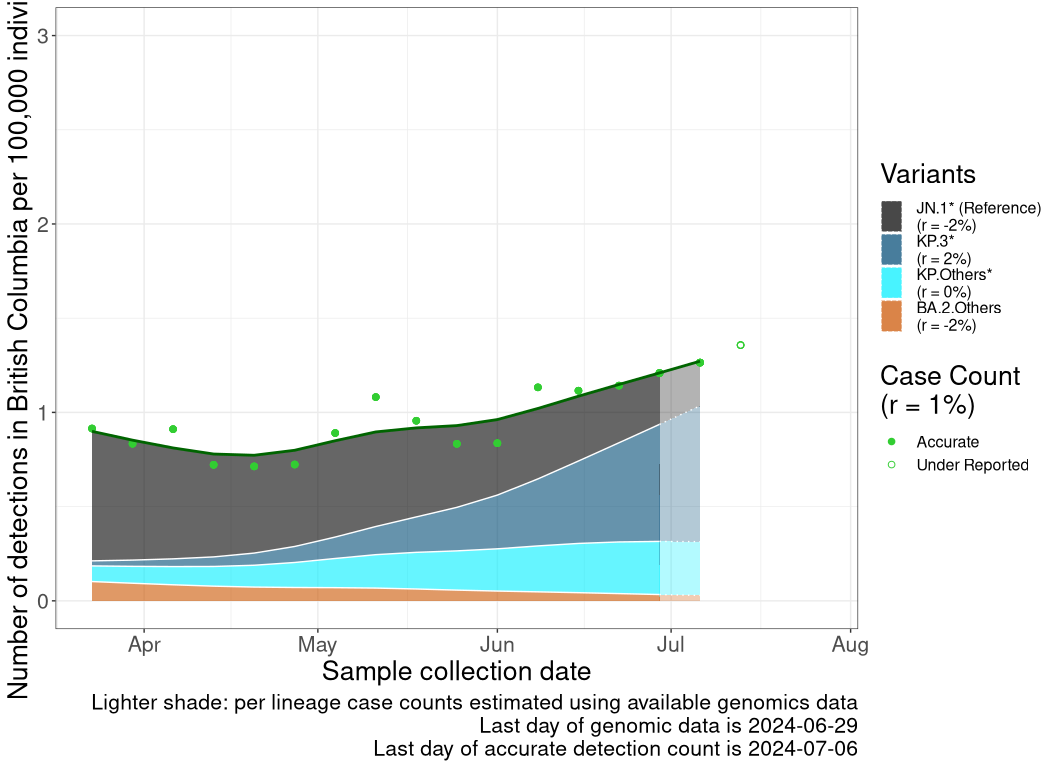 Number of detections in British Columbia per 100,000
3
2
1
0
Apr
May
Jun
Jul
Aug
Sample collection date
Variants
JN.1* (Reference)
(r = -2%)
KP.3*
(r = 2%)
KP.Others*
(r = 0%)
BA.2.Others
(r = -2%)
Case Count
(r = 1%)
Accurate
Under Reported
Lighter shade: per lineage case counts estimated using available genomics data
Last day of genomic data is 2024-06-29
Last day of accurate detection count is 2024-07-06